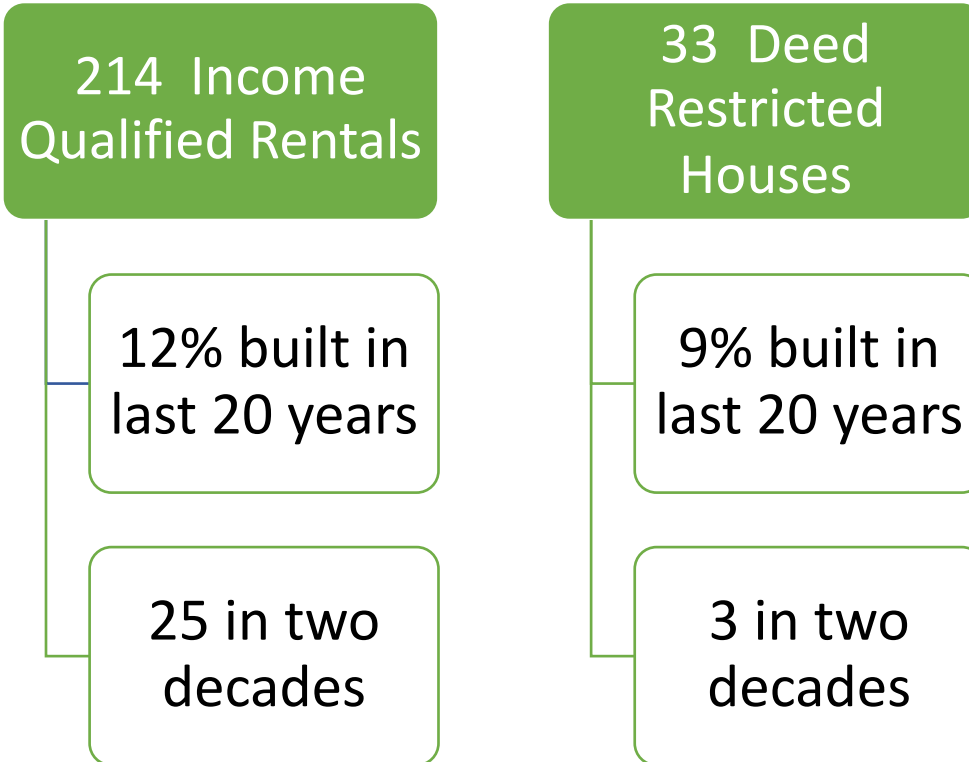 214 Income
Qualified Rentals
12% built in
last 20 years
25 in two
decades
33 Deed
Restricted
Houses
9% built in
last 20 years
3 in two
decades